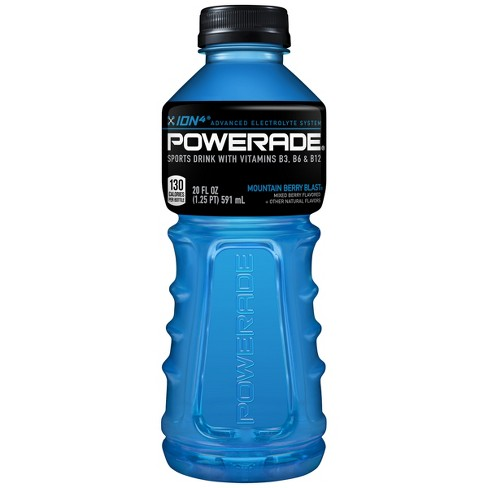 ION4® ADVANCED ELECTROLYTE SYSTEM
POWERADE®
SPORTS DRINK WITH VITAMINS B3, B6 & B12
130
CALORIES
PER BOTTLE
20 FL OZ
(1.25 PT) 591 mL
MOUNTAIN BERRY BLAST®
MIXED BERRY FLAVORED
+ OTHER NATURAL FLAVORS
POWERADE